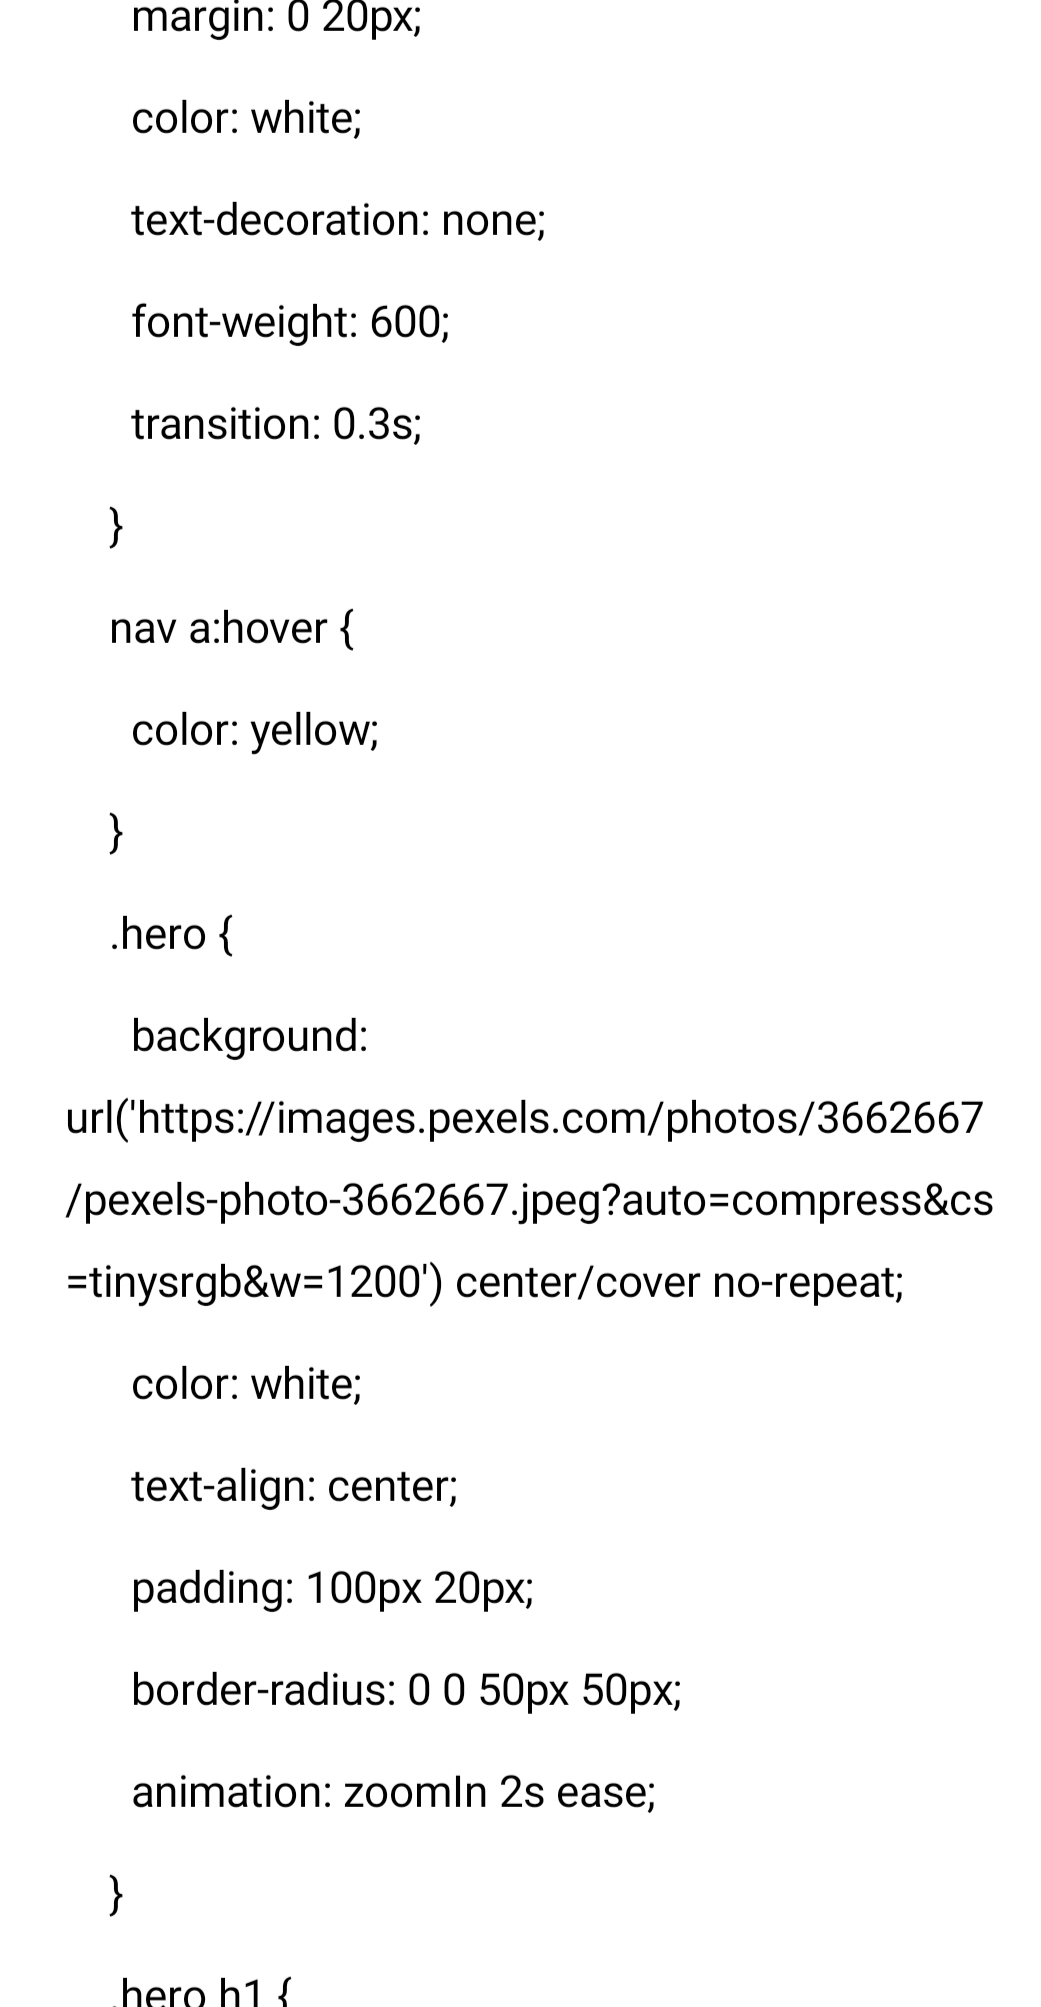 margin: 0 20px;
color: white;
text-decoration: none;
font-weight: 600;
transition: 0.3s;
}
nav a:hover {
color: yellow;
}
.hero {
background:
url('https://images.pexels.com/photos/3662667
/pexels-photo-3662667.jpeg?auto=compress&cs
=tinysrgb&w=1200') center/cover no-repeat;
color: white;
text-align: center;
padding: 100px 20px;
border-radius: 0 0 50px 50px;
animation: zoomIn 2s ease;
}
.hero h1 {